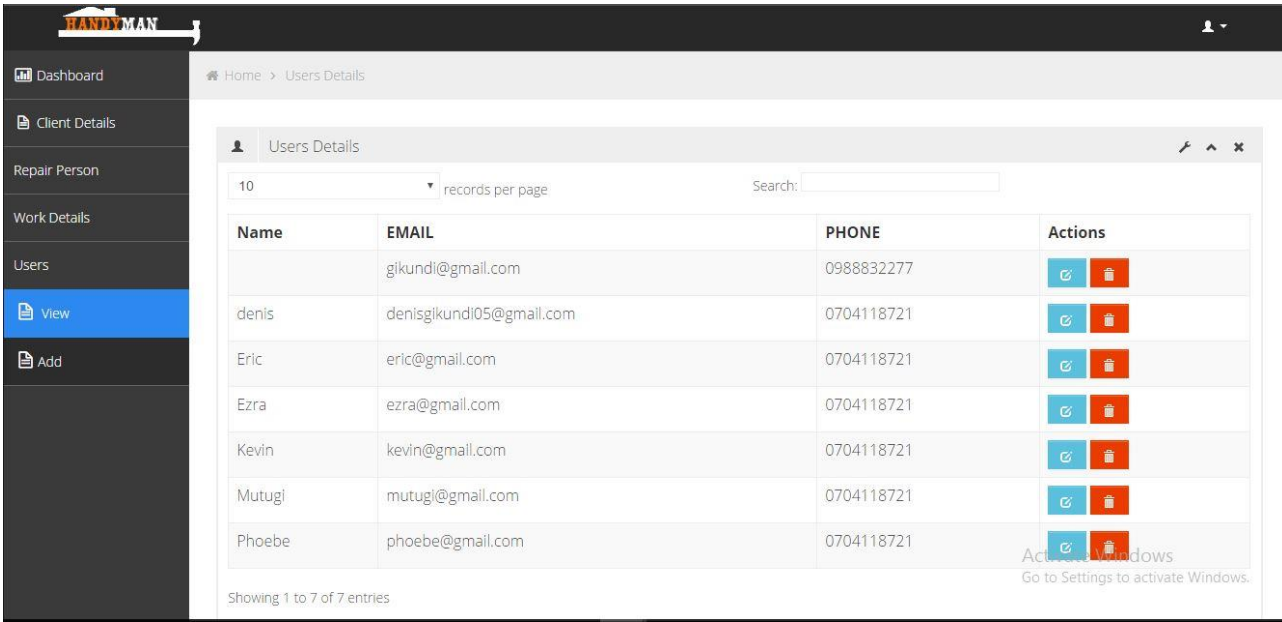 HANDYMAN
Dashboard
Home > Users Details
Client Details
Users Details
Repair Person
10 records per page Search:
Work Details
Name EMAIL PHONE Actions
Users
gikundi@gmail.com 0988832277
View
denis denisgikundi05@gmail.com 0704118721
Add
Eric eric@gmail.com 0704118721
Ezra ezra@gmail.com 0704118721
Kevin kevin@gmail.com 0704118721
Mutugi mutugi@gmail.com 0704118721
Phoebe phoebe@gmail.com 0704118721
Activate Windows
Go to Settings to activate Windows.
Showing 1 to 7 of 7 entries